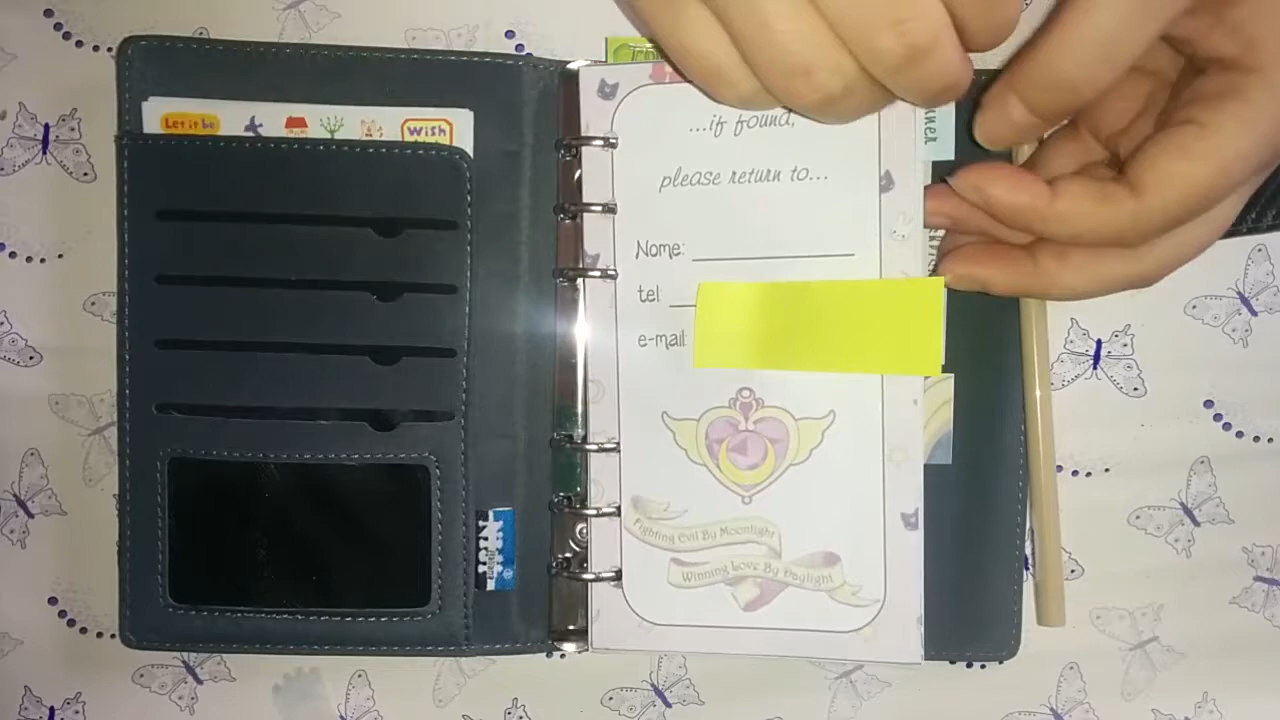 Let it be
Wish
...if found,
please return to...
Nome:
tel:
e-mail:
Fighting Evil By Moonlight
Winning Love By Daylight